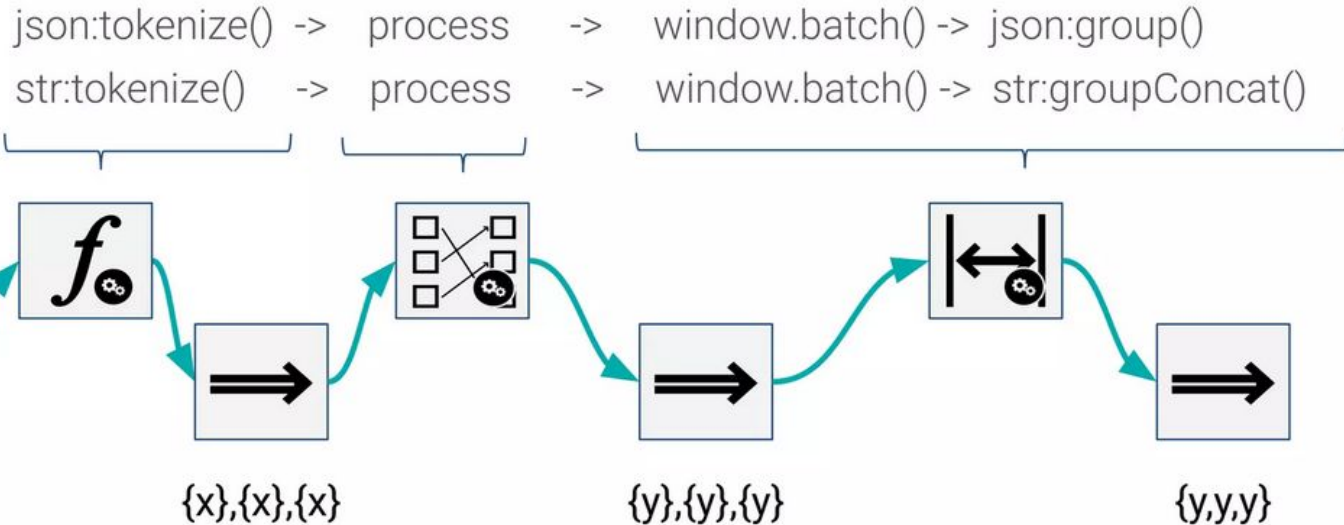 json:tokenize() -> process -> window.batch() -> json:group()
str:tokenize() -> process -> window.batch() -> str:groupConcat()
f
{x},{x},{x} {y},{y},{y} {y,y,y}